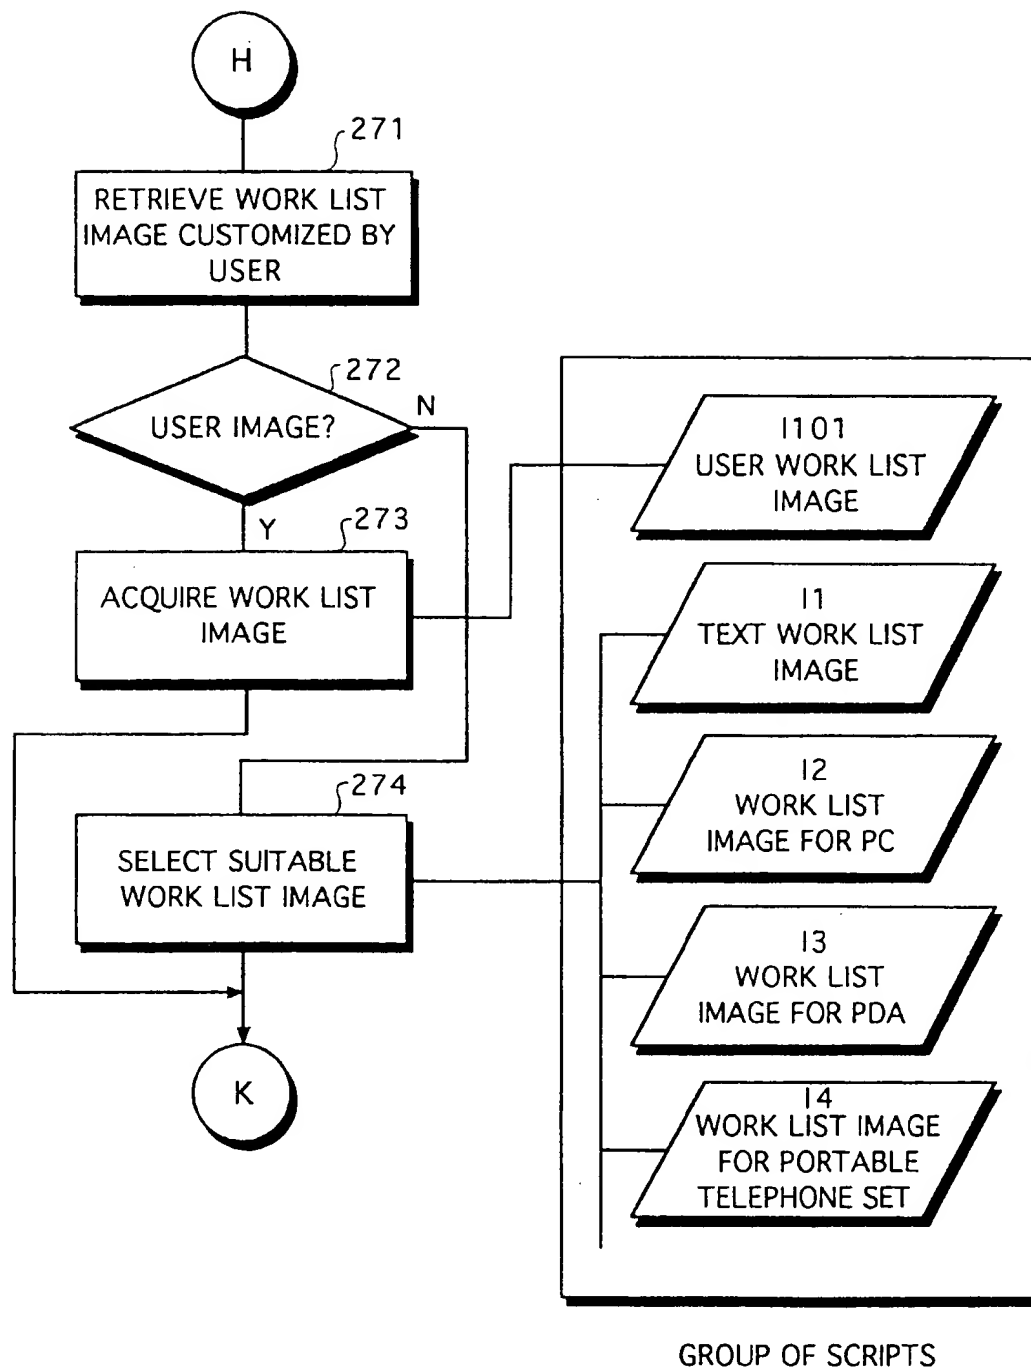 H
271
RETRIEVE WORK LIST
IMAGE CUSTOMIZED BY
USER
272
USER IMAGE?
N
Y
273
ACQUIRE WORK LIST
IMAGE
274
SELECT SUITABLE
WORK LIST IMAGE
K
I101
USER WORK LIST
IMAGE
I1
TEXT WORK LIST
IMAGE
I2
WORK LIST
IMAGE FOR PC
I3
WORK LIST
IMAGE FOR PDA
I4
WORK LIST IMAGE
FOR PORTABLE
TELEPHONE SET
GROUP OF SCRIPTS